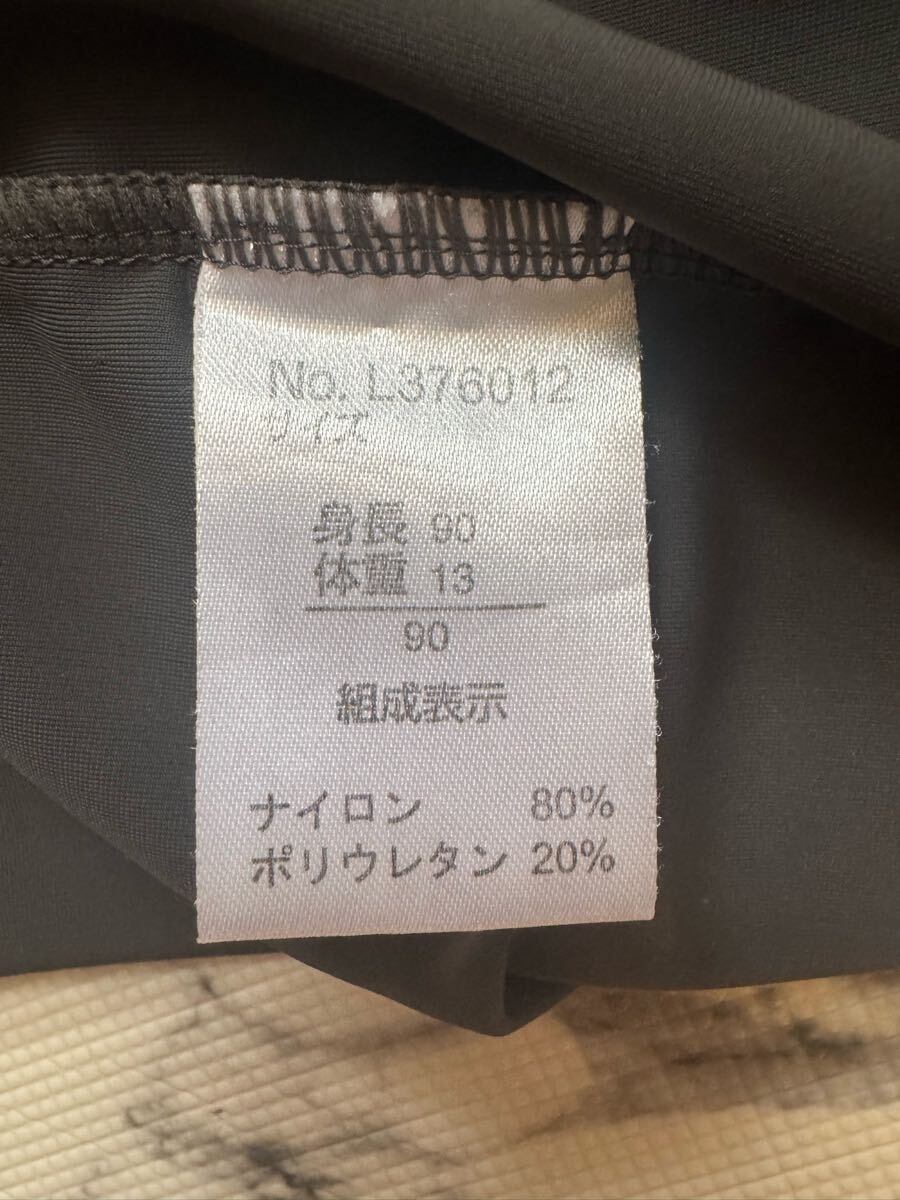 No. L376012
サイズ
身長 90
体重 13
90
組成表示
ナイロン 80%
ポリウレタン 20%